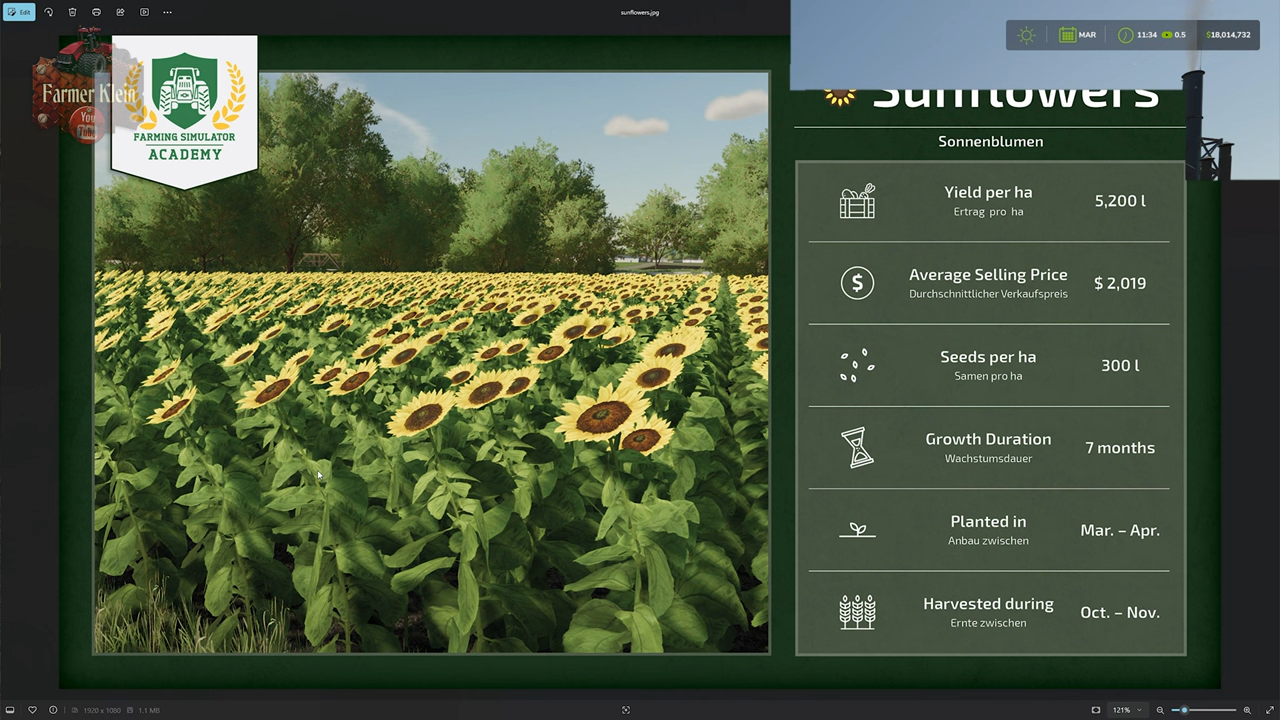 Edit
sunflowers.jpg
MAR
11:34
0.5
$18,014,732
Farmer Klein
You
Tube
FARMING SIMULATOR
ACADEMY
Sunflowers
Sonnenblumen
Yield per ha
Ertrag pro ha
5,200 l
Average Selling Price
Durchschnittlicher Verkaufspreis
$ 2,019
Seeds per ha
Samen pro ha
300 l
Growth Duration
Wachstumsdauer
7 months
Planted in
Anbau zwischen
Mar. – Apr.
Harvested during
Ernte zwischen
Oct. – Nov.
1920 x 1080
1.1 MB
121%